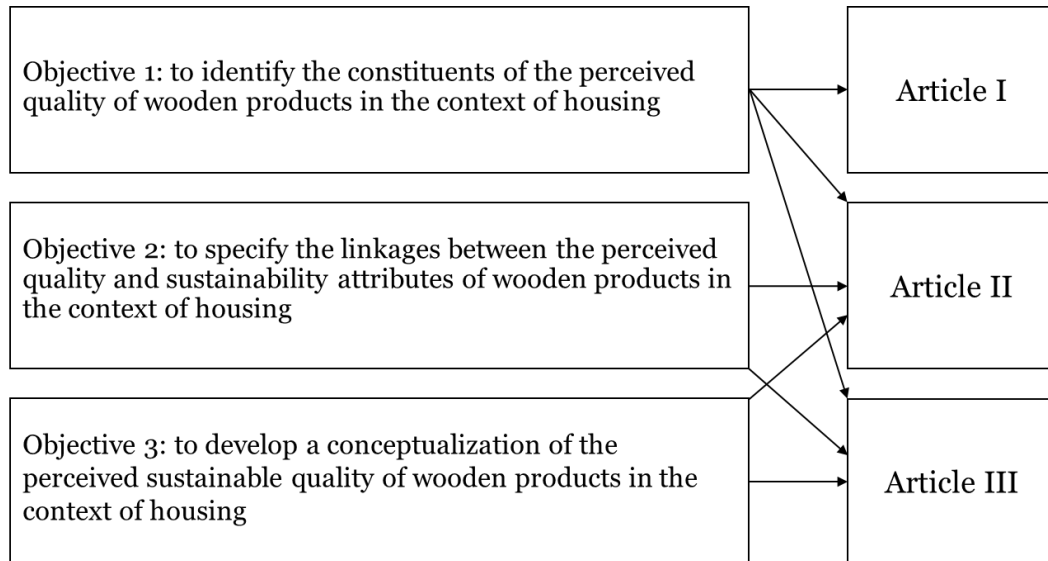 Objective 1: to identify the constituents of the perceived
quality of wooden products in the context of housing
Article I
Objective 2: to specify the linkages between the perceived
quality and sustainability attributes of wooden products in
the context of housing
Article II
Objective 3: to develop a conceptualization of the
perceived sustainable quality of wooden products in the
context of housing
Article III